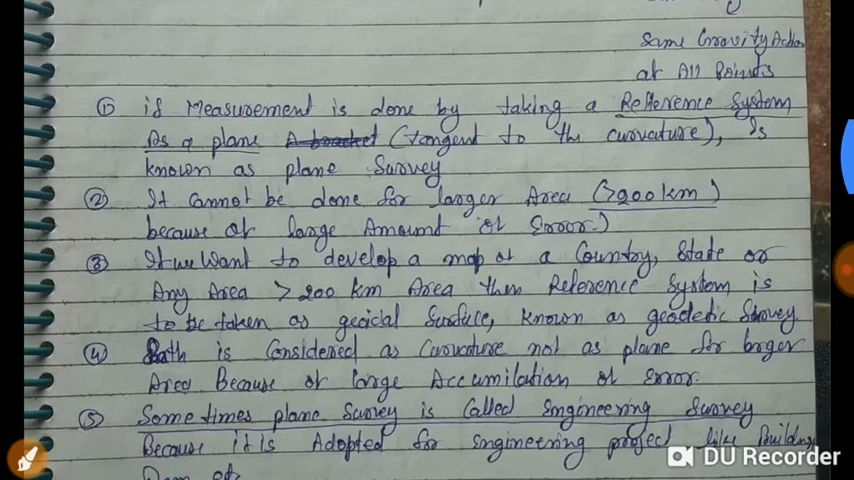 Same Gravity Action
at All Points
① if Measurement is done by taking a Reference System
As a plane (tangent to the curvature), Is
known as plane Survey
② It cannot be done for larger Area (>200 km)
because of large Amount of Error.)
③ If we want to develop a map of a Country, State or
Any Area >200 km Area then Reference System is
to be taken as geoidal Surface, known as geodetic Survey
④ is Considered as Curvature not as plane for larger
Area Because of large Accumilation of Error.
⑤ Some times plane Survey is Called Engineering Survey
Because it is Adopted for Engineering project like Building
Dam etc
DU Recorder